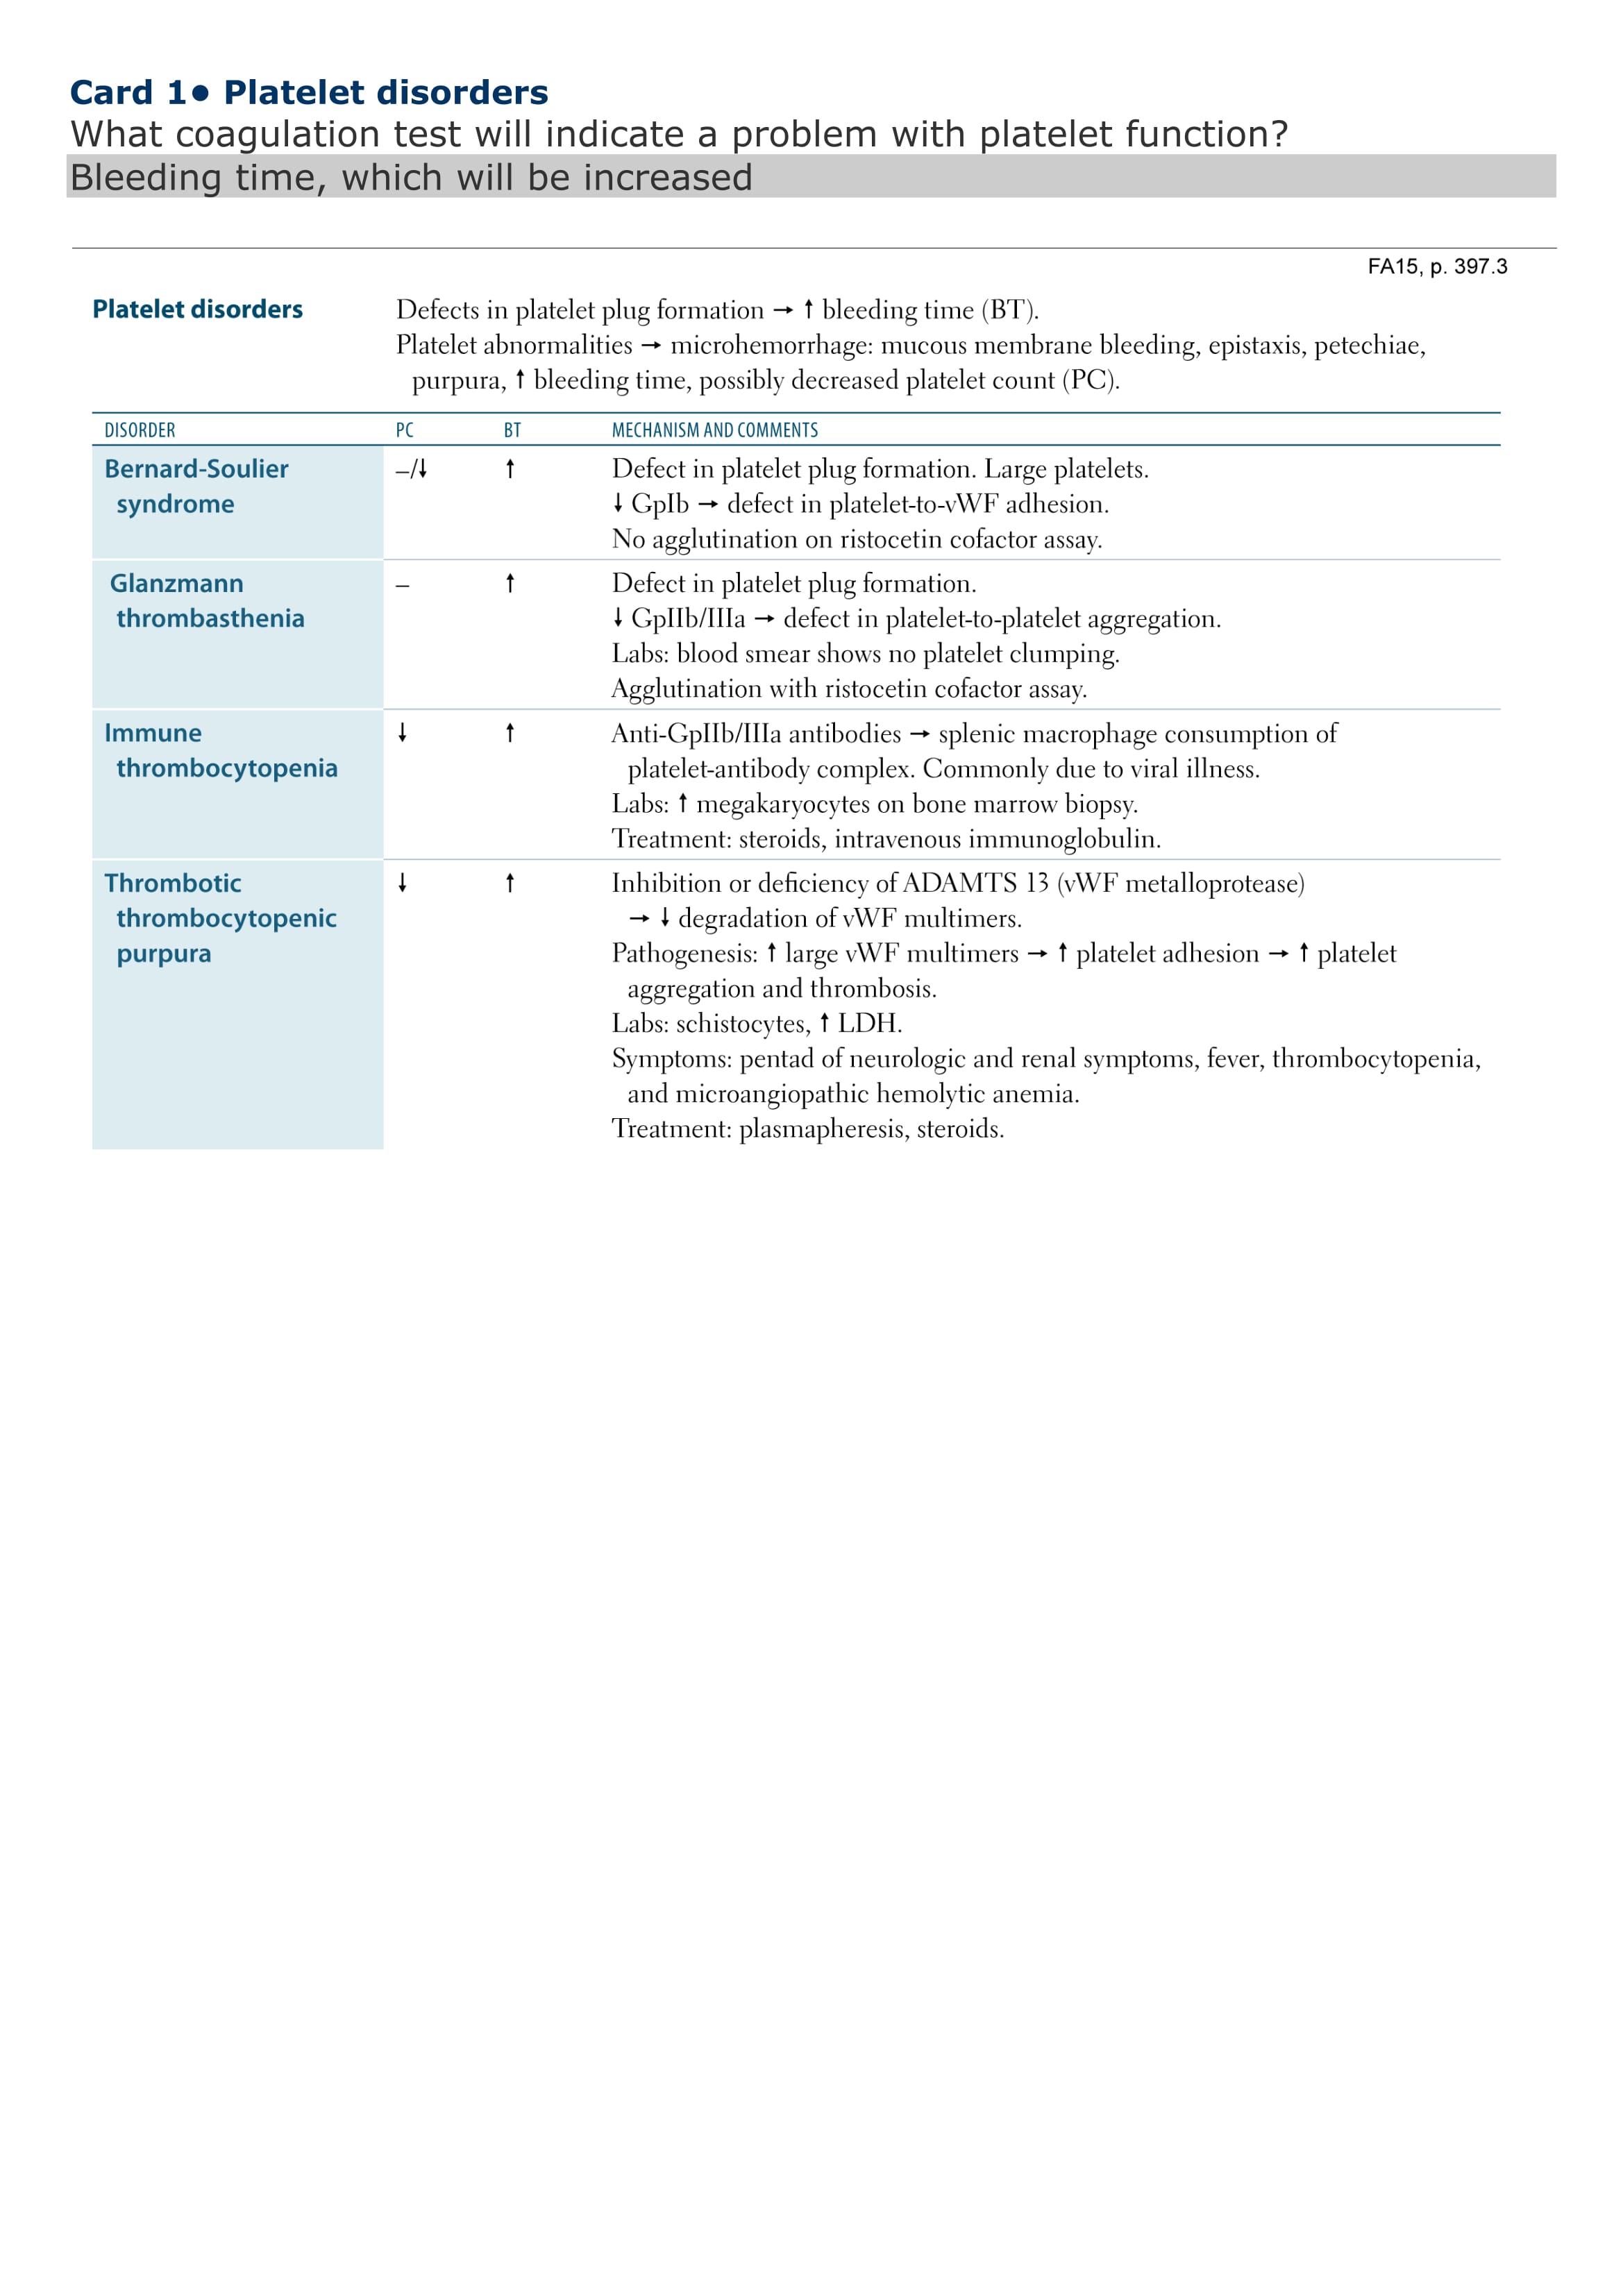 Card 1• Platelet disorders
What coagulation test will indicate a problem with platelet function?
Bleeding time, which will be increased
FA15, p. 397.3
Platelet disorders
Defects in platelet plug formation → ↑ bleeding time (BT).
Platelet abnormalities → microhemorrhage: mucous membrane bleeding, epistaxis, petechiae,
purpura, ↑ bleeding time, possibly decreased platelet count (PC).
DISORDER PC BT MECHANISM AND COMMENTS
Bernard-Soulier –/↓ ↑ Defect in platelet plug formation. Large platelets.
syndrome ↓ GpIb → defect in platelet-to-vWF adhesion.
No agglutination on ristocetin cofactor assay.
Glanzmann – ↑ Defect in platelet plug formation.
thrombasthenia ↓ GpIIb/IIIa → defect in platelet-to-platelet aggregation.
Labs: blood smear shows no platelet clumping.
Agglutination with ristocetin cofactor assay.
Immune ↓ ↑ Anti-GpIIb/IIIa antibodies → splenic macrophage consumption of
thrombocytopenia platelet-antibody complex. Commonly due to viral illness.
Labs: ↑ megakaryocytes on bone marrow biopsy.
Treatment: steroids, intravenous immunoglobulin.
Thrombotic ↓ ↑ Inhibition or deficiency of ADAMTS 13 (vWF metalloprotease)
thrombocytopenic → ↓ degradation of vWF multimers.
purpura Pathogenesis: ↑ large vWF multimers → ↑ platelet adhesion → ↑ platelet
aggregation and thrombosis.
Labs: schistocytes, ↑ LDH.
Symptoms: pentad of neurologic and renal symptoms, fever, thrombocytopenia,
and microangiopathic hemolytic anemia.
Treatment: plasmapheresis, steroids.